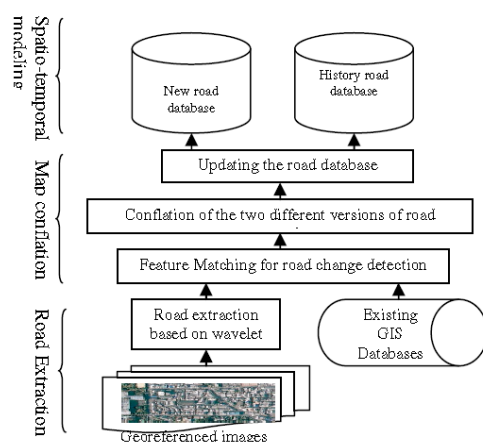 Spatio-temporal
modeling
New road
database
History road
database
Map conflation
Updating the road database
Conflation of the two different versions of road
Feature Matching for road change detection
Road Extraction
Road extraction
based on wavelet
Existing
GIS
Databases
Georeferenced images